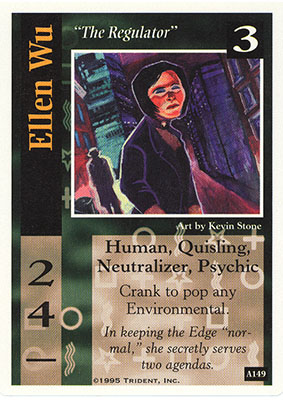 Ellen Wu
"The Regulator"
3
Art by Kevin Stone
2
4
Human, Quisling,
Neutralizer, Psychic
Crank to pop any
Environmental.
In keeping the Edge "nor-
mal," she secretly serves
two agendas.
©1995 TRIDENT, INC.
A149